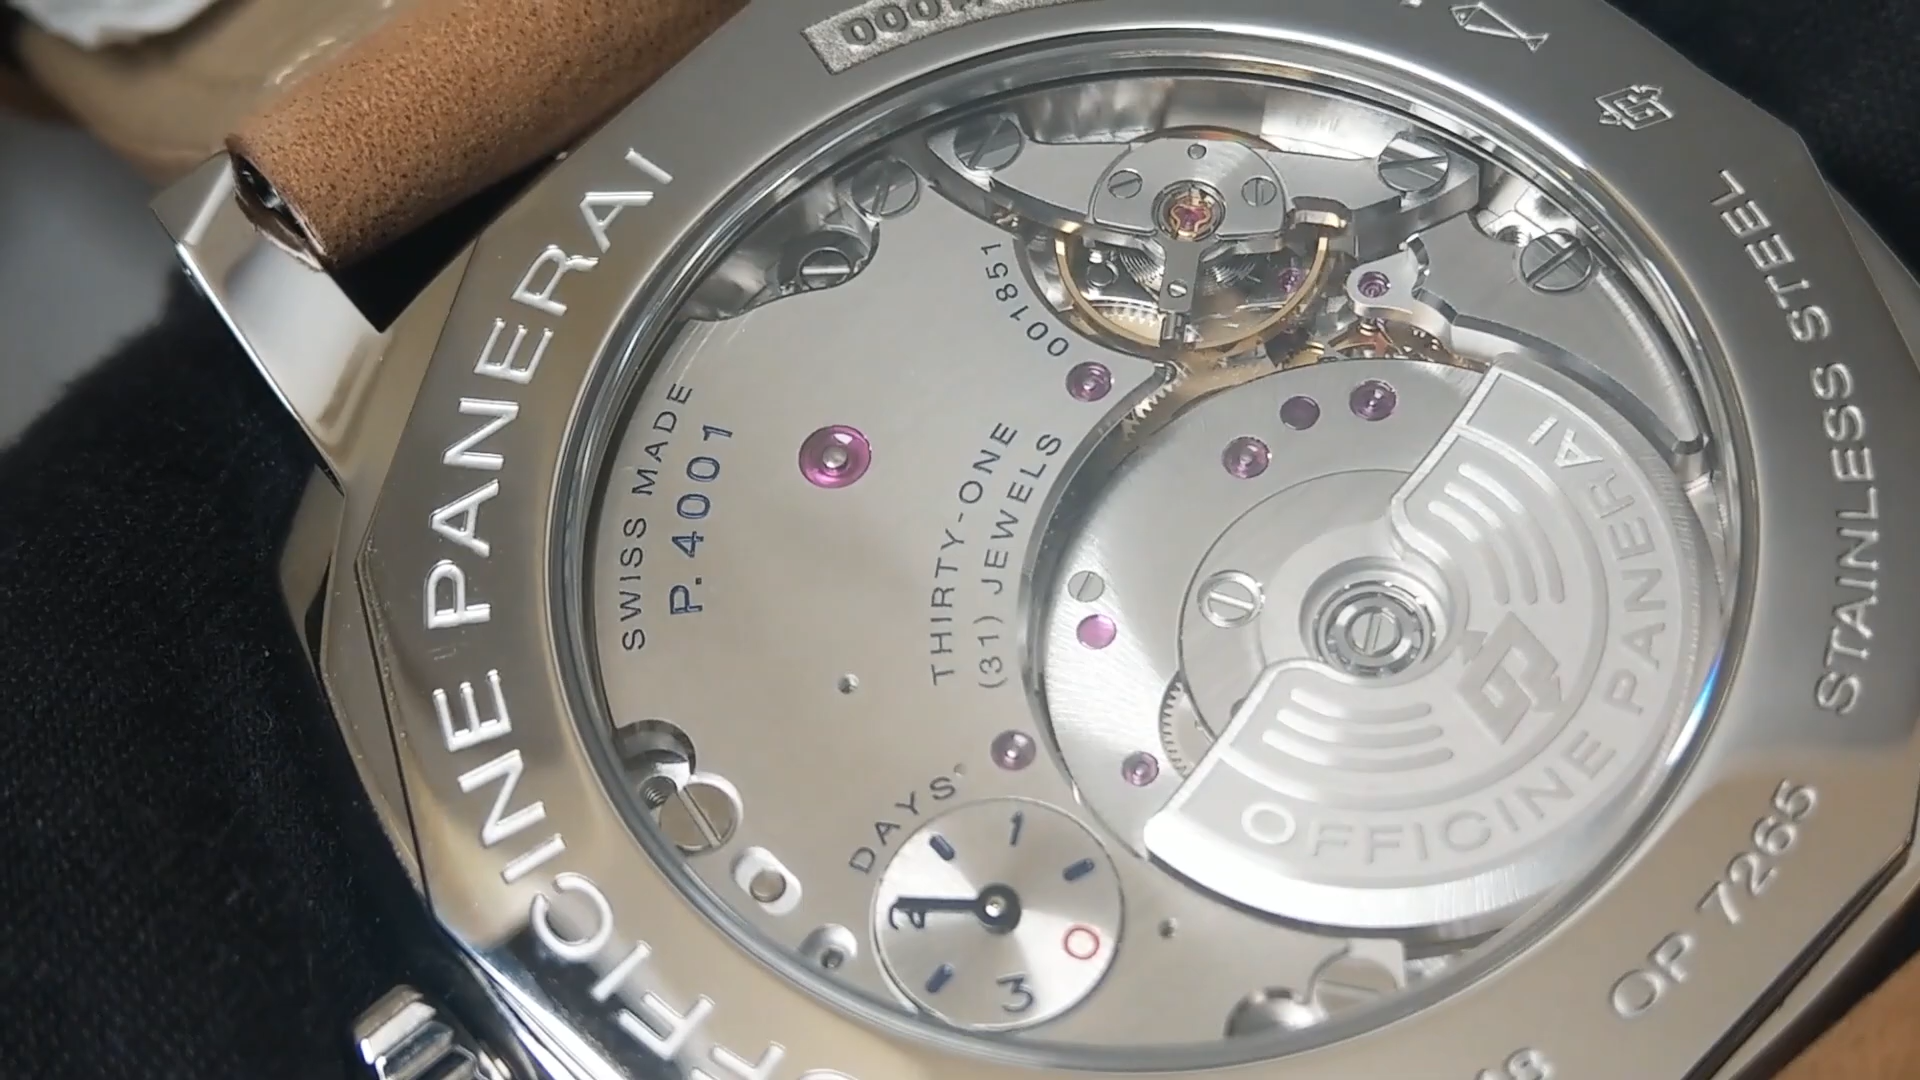 OFFICINE PANERAI
SWISS MADE
P.4001
001851
THIRTY-ONE
(31) JEWELS
DAYS
1
2
3
0
OFFICINE PANERAI
STAINLESS STEEL
OP 7265